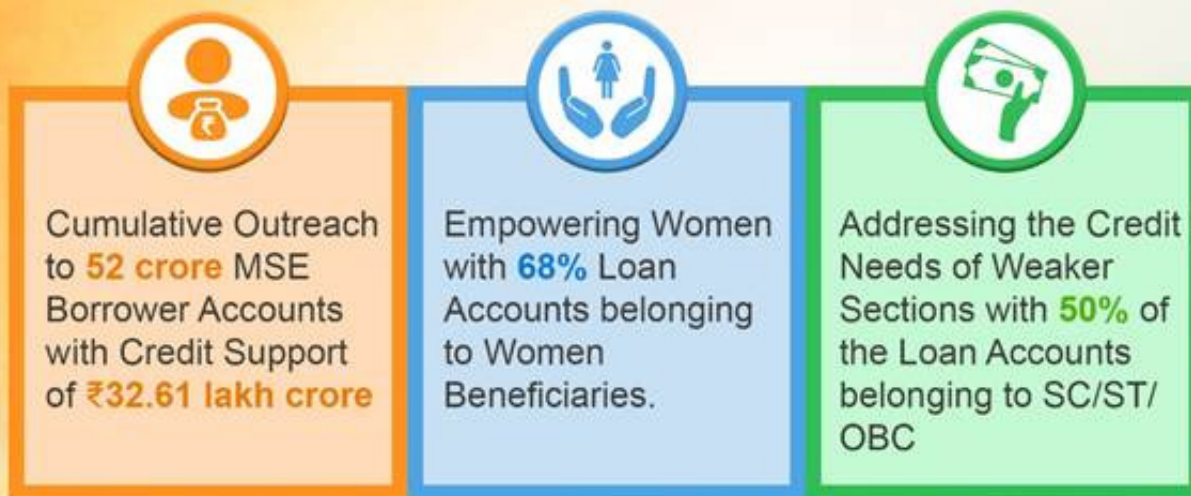 Cumulative Outreach
to 52 crore MSE
Borrower Accounts
with Credit Support
of ₹32.61 lakh crore
Empowering Women
with 68% Loan
Accounts belonging
to Women
Beneficiaries.
Addressing the Credit
Needs of Weaker
Sections with 50% of
the Loan Accounts
belonging to SC/ST/
OBC